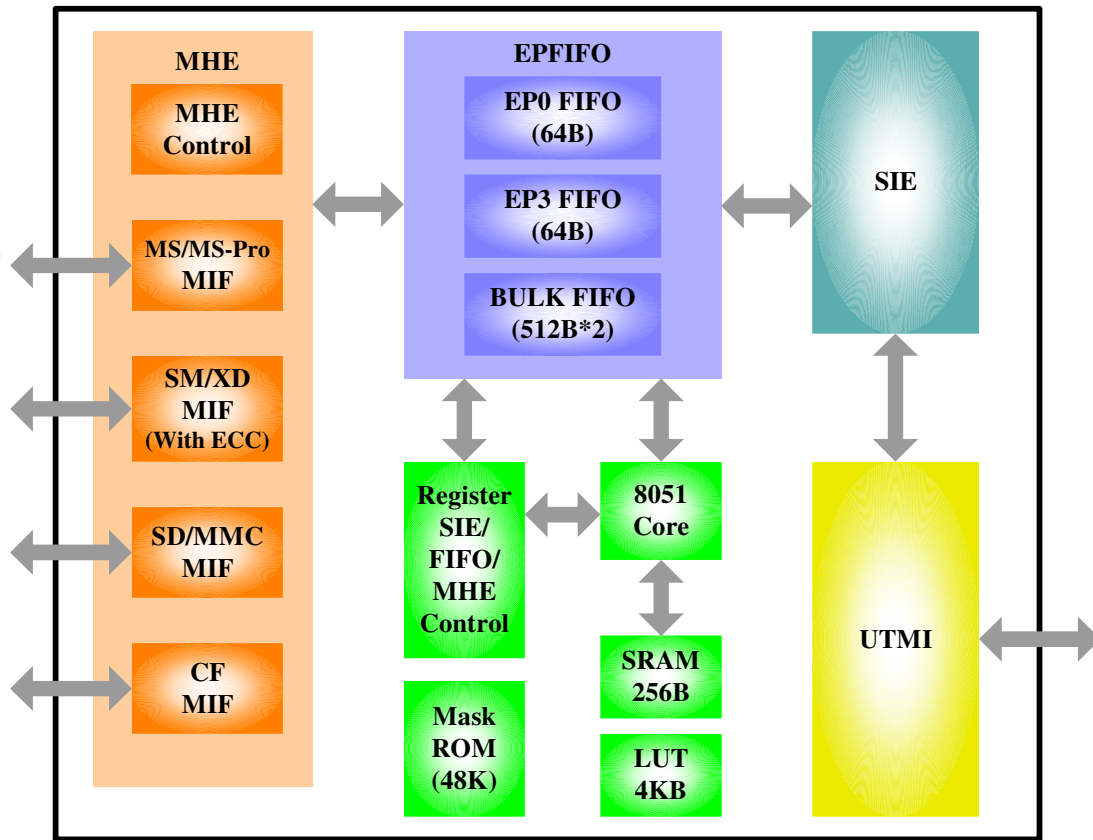 MHE
MHE
Control
MS/MS-Pro
MIF
SM/XD
MIF
(With ECC)
SD/MMC
MIF
CF
MIF
EPFIFO
EP0 FIFO
(64B)
EP3 FIFO
(64B)
BULK FIFO
(512B*2)
SIE
Register
SIE/
FIFO/
MHE
Control
8051
Core
SRAM
256B
Mask
ROM
(48K)
LUT
4KB
UTMI